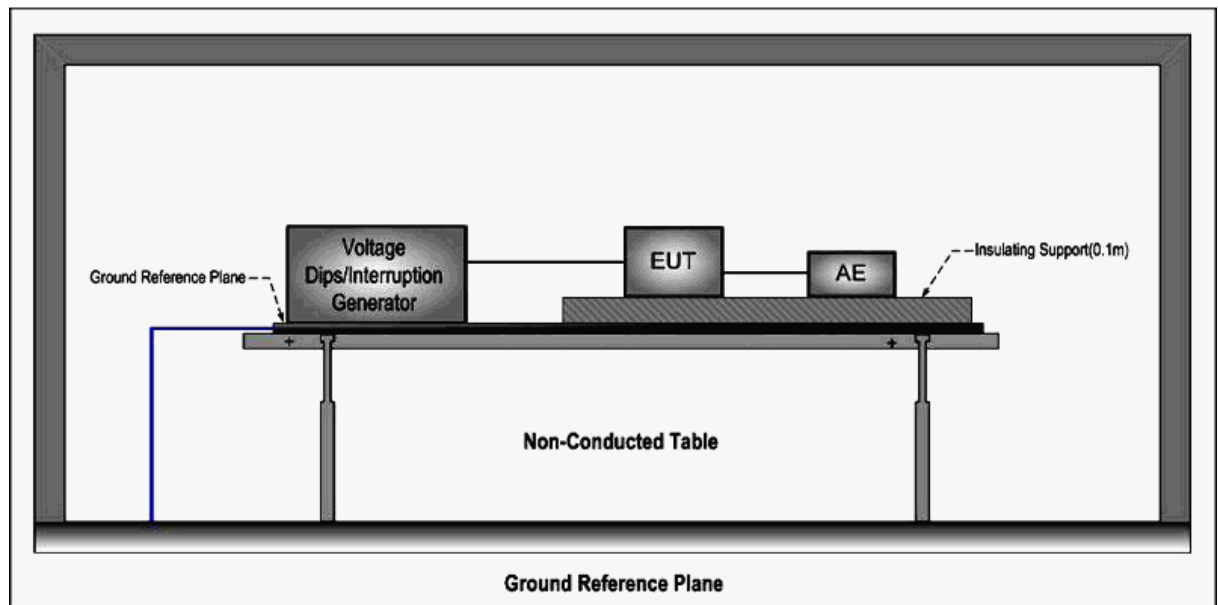 Voltage
Dips/Interruption
Generator
EUT
AE
Insulating Support(0.1m)
Ground Reference Plane
Non-Conducted Table
Ground Reference Plane